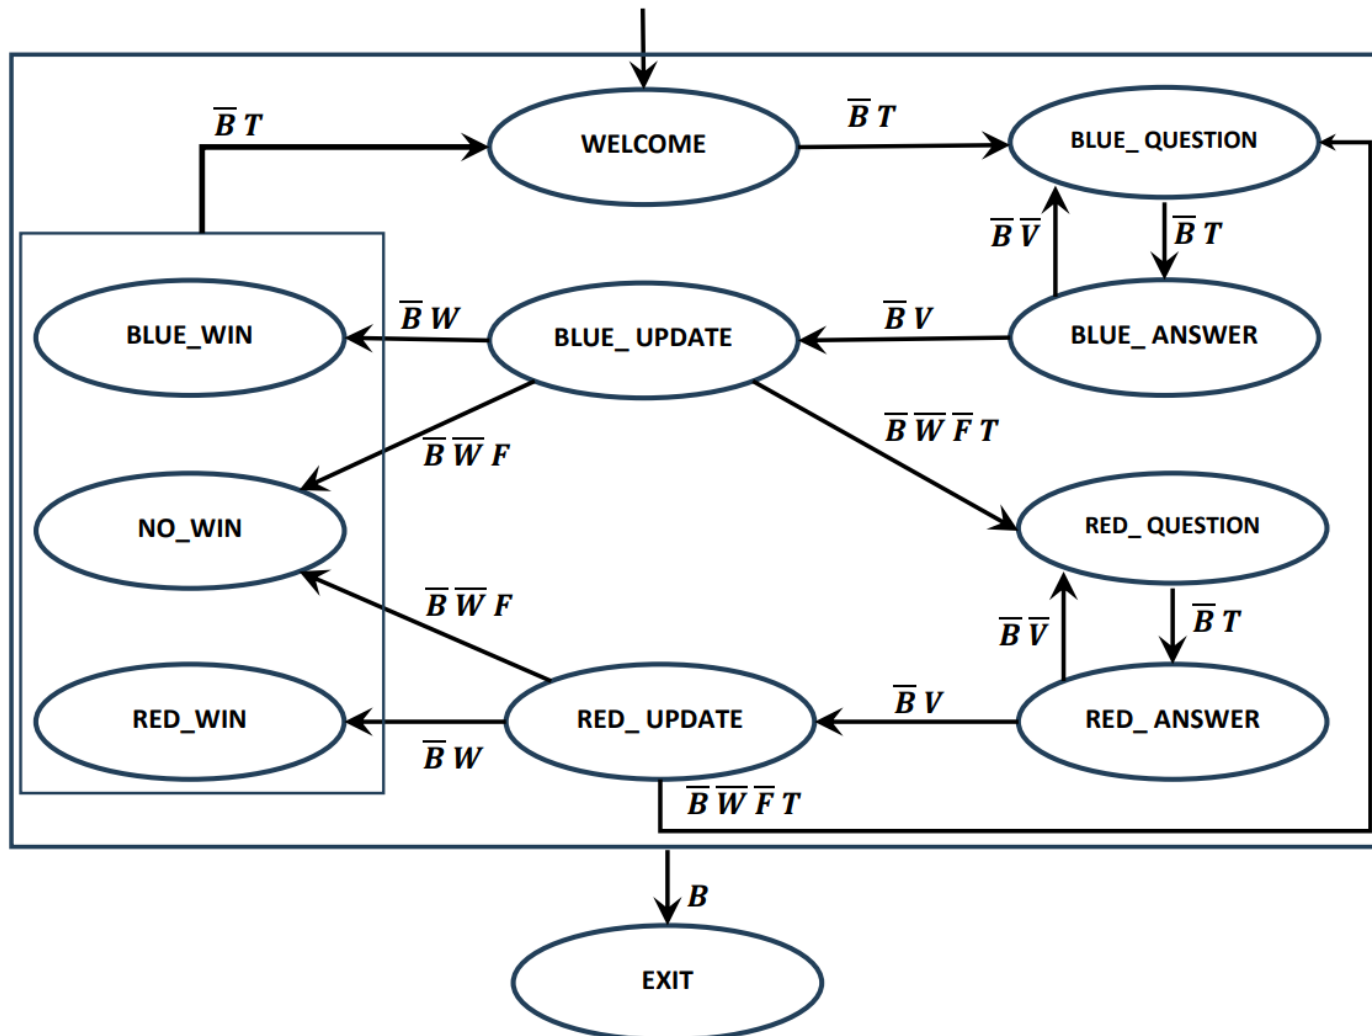 B̅ T
B̅ T
WELCOME
BLUE_ QUESTION
B̅ V̅
B̅ T
B̅ W
B̅ V
BLUE_WIN
BLUE_ UPDATE
BLUE_ ANSWER
B̅ W̅ F
B̅ W̅ F̅ T
NO_WIN
RED_ QUESTION
B̅ W̅ F
B̅ V̅
B̅ T
B̅ V
RED_WIN
RED_ UPDATE
RED_ ANSWER
B̅ W
B̅ W̅ F̅ T
B
EXIT